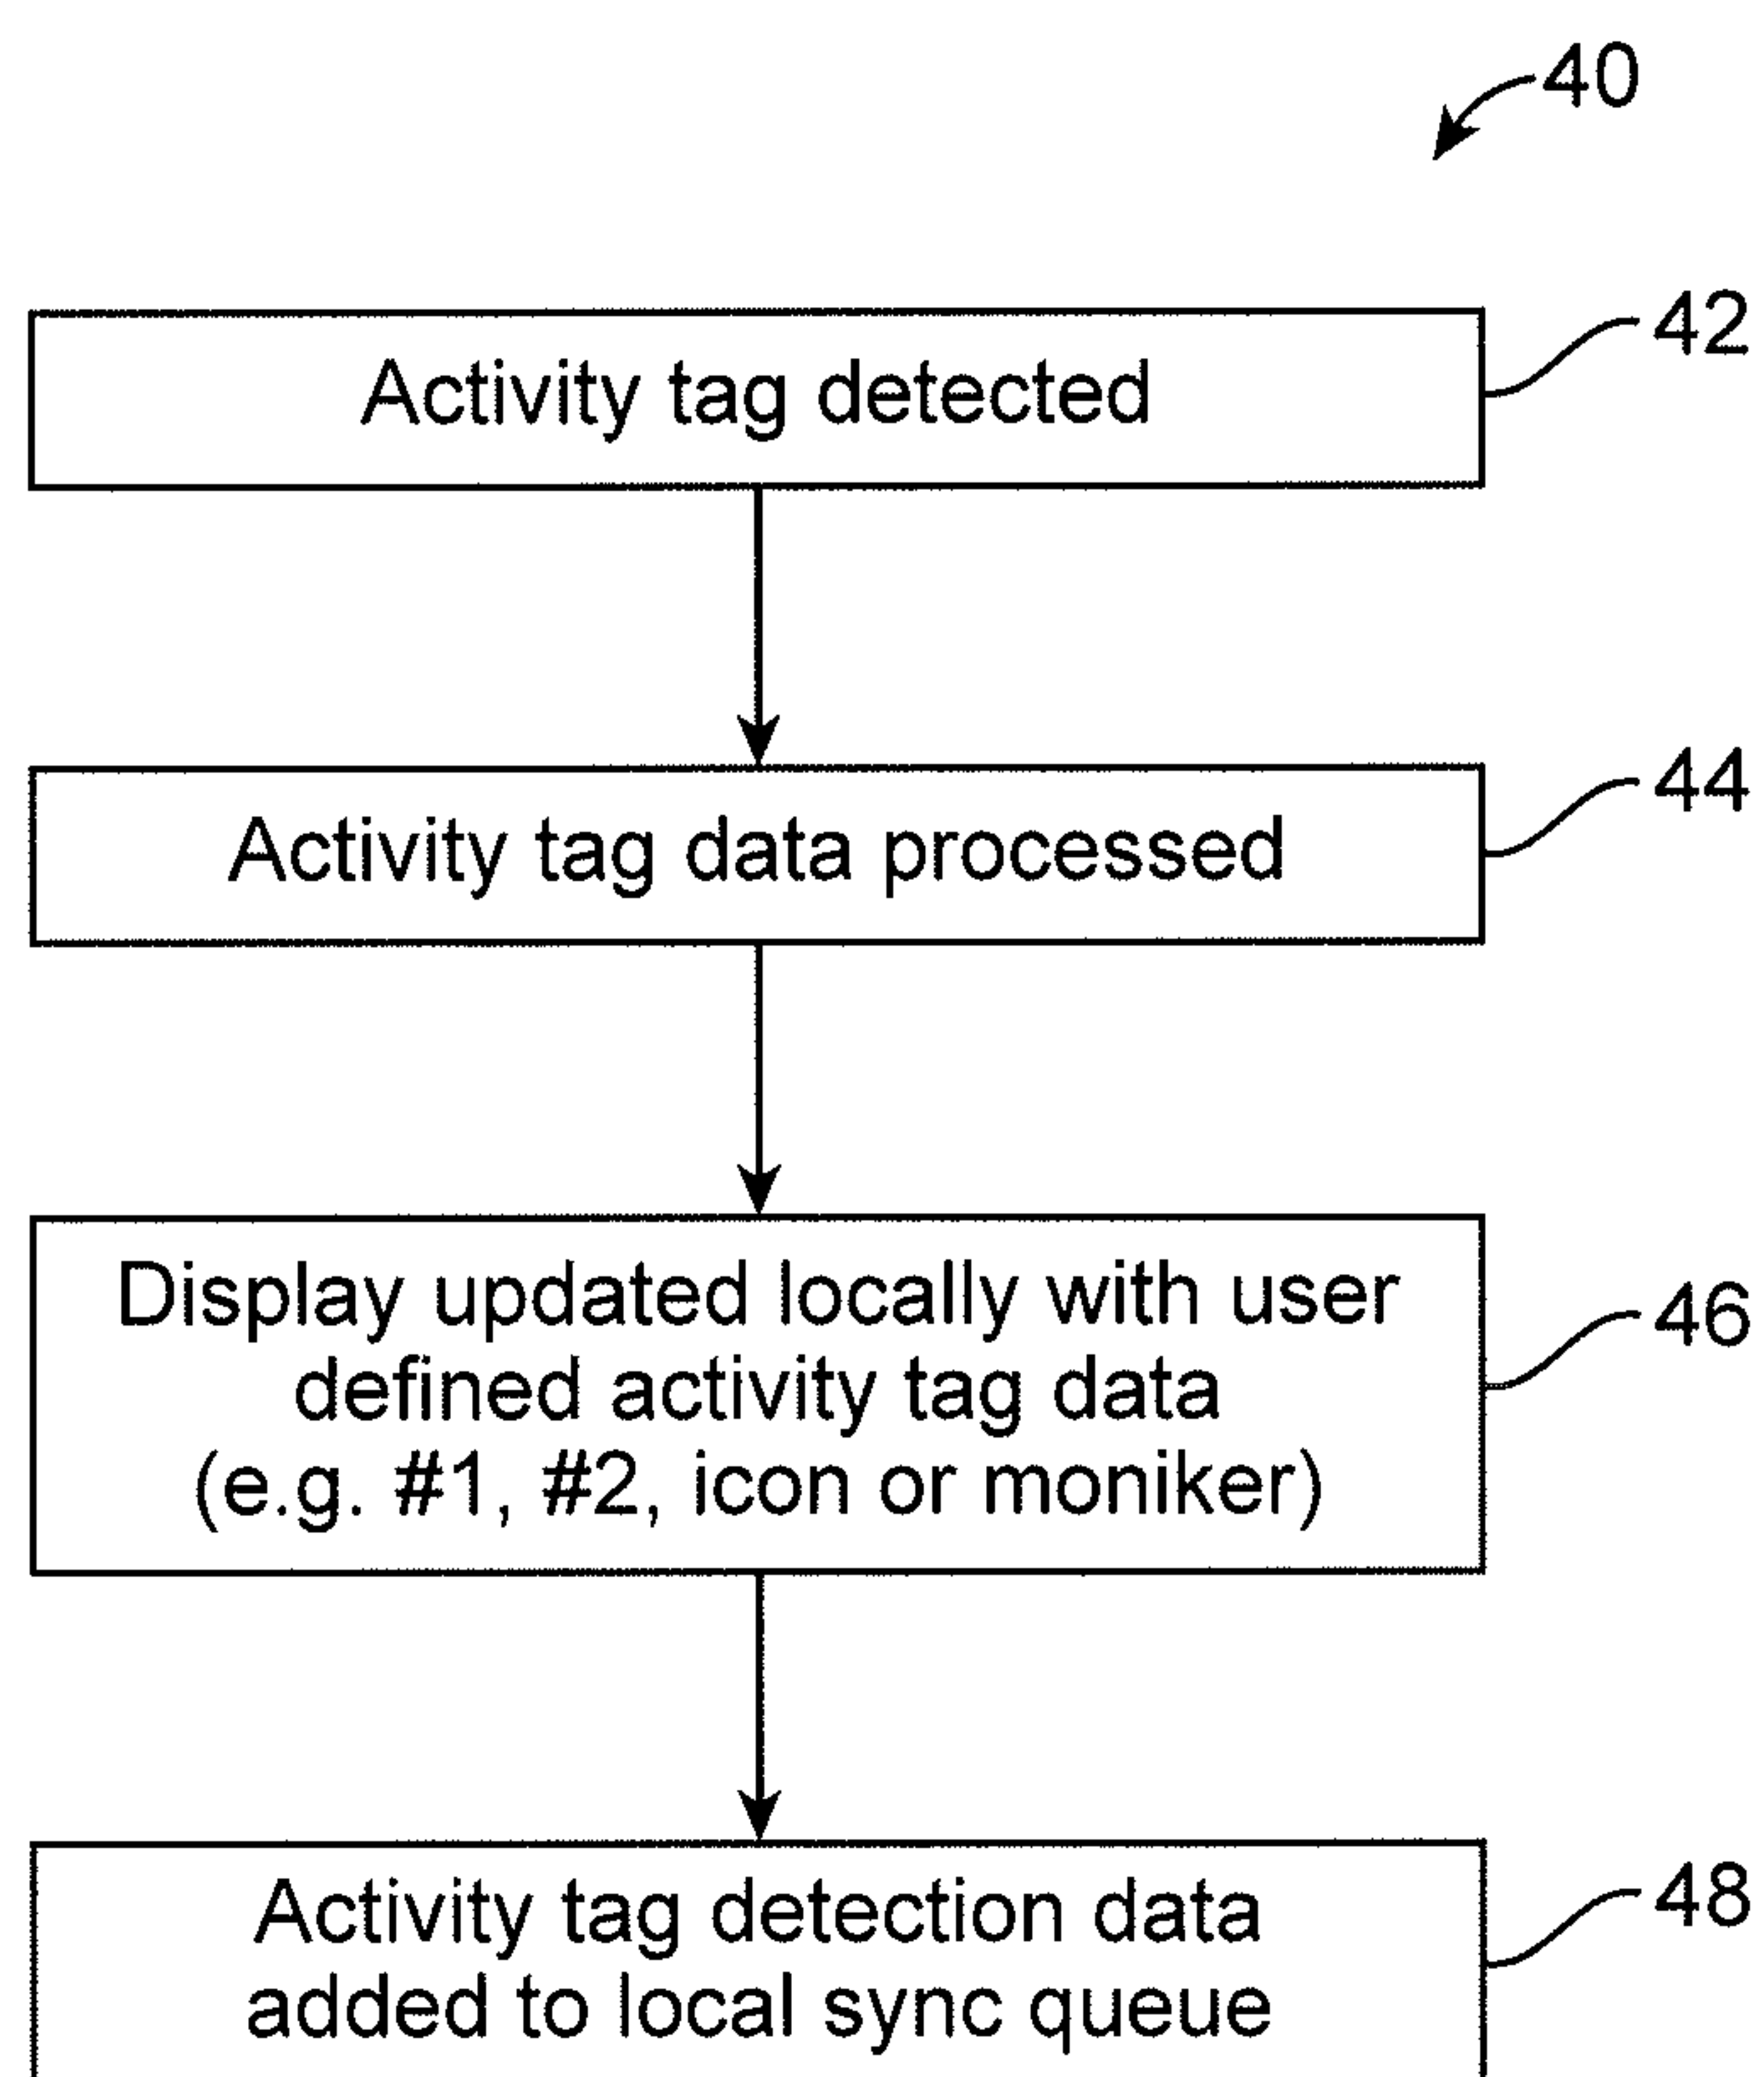 40
42
Activity tag detected
44
Activity tag data processed
Display updated locally with user
defined activity tag data
(e.g. #1, #2, icon or moniker)
46
Activity tag detection data
added to local sync queue
48